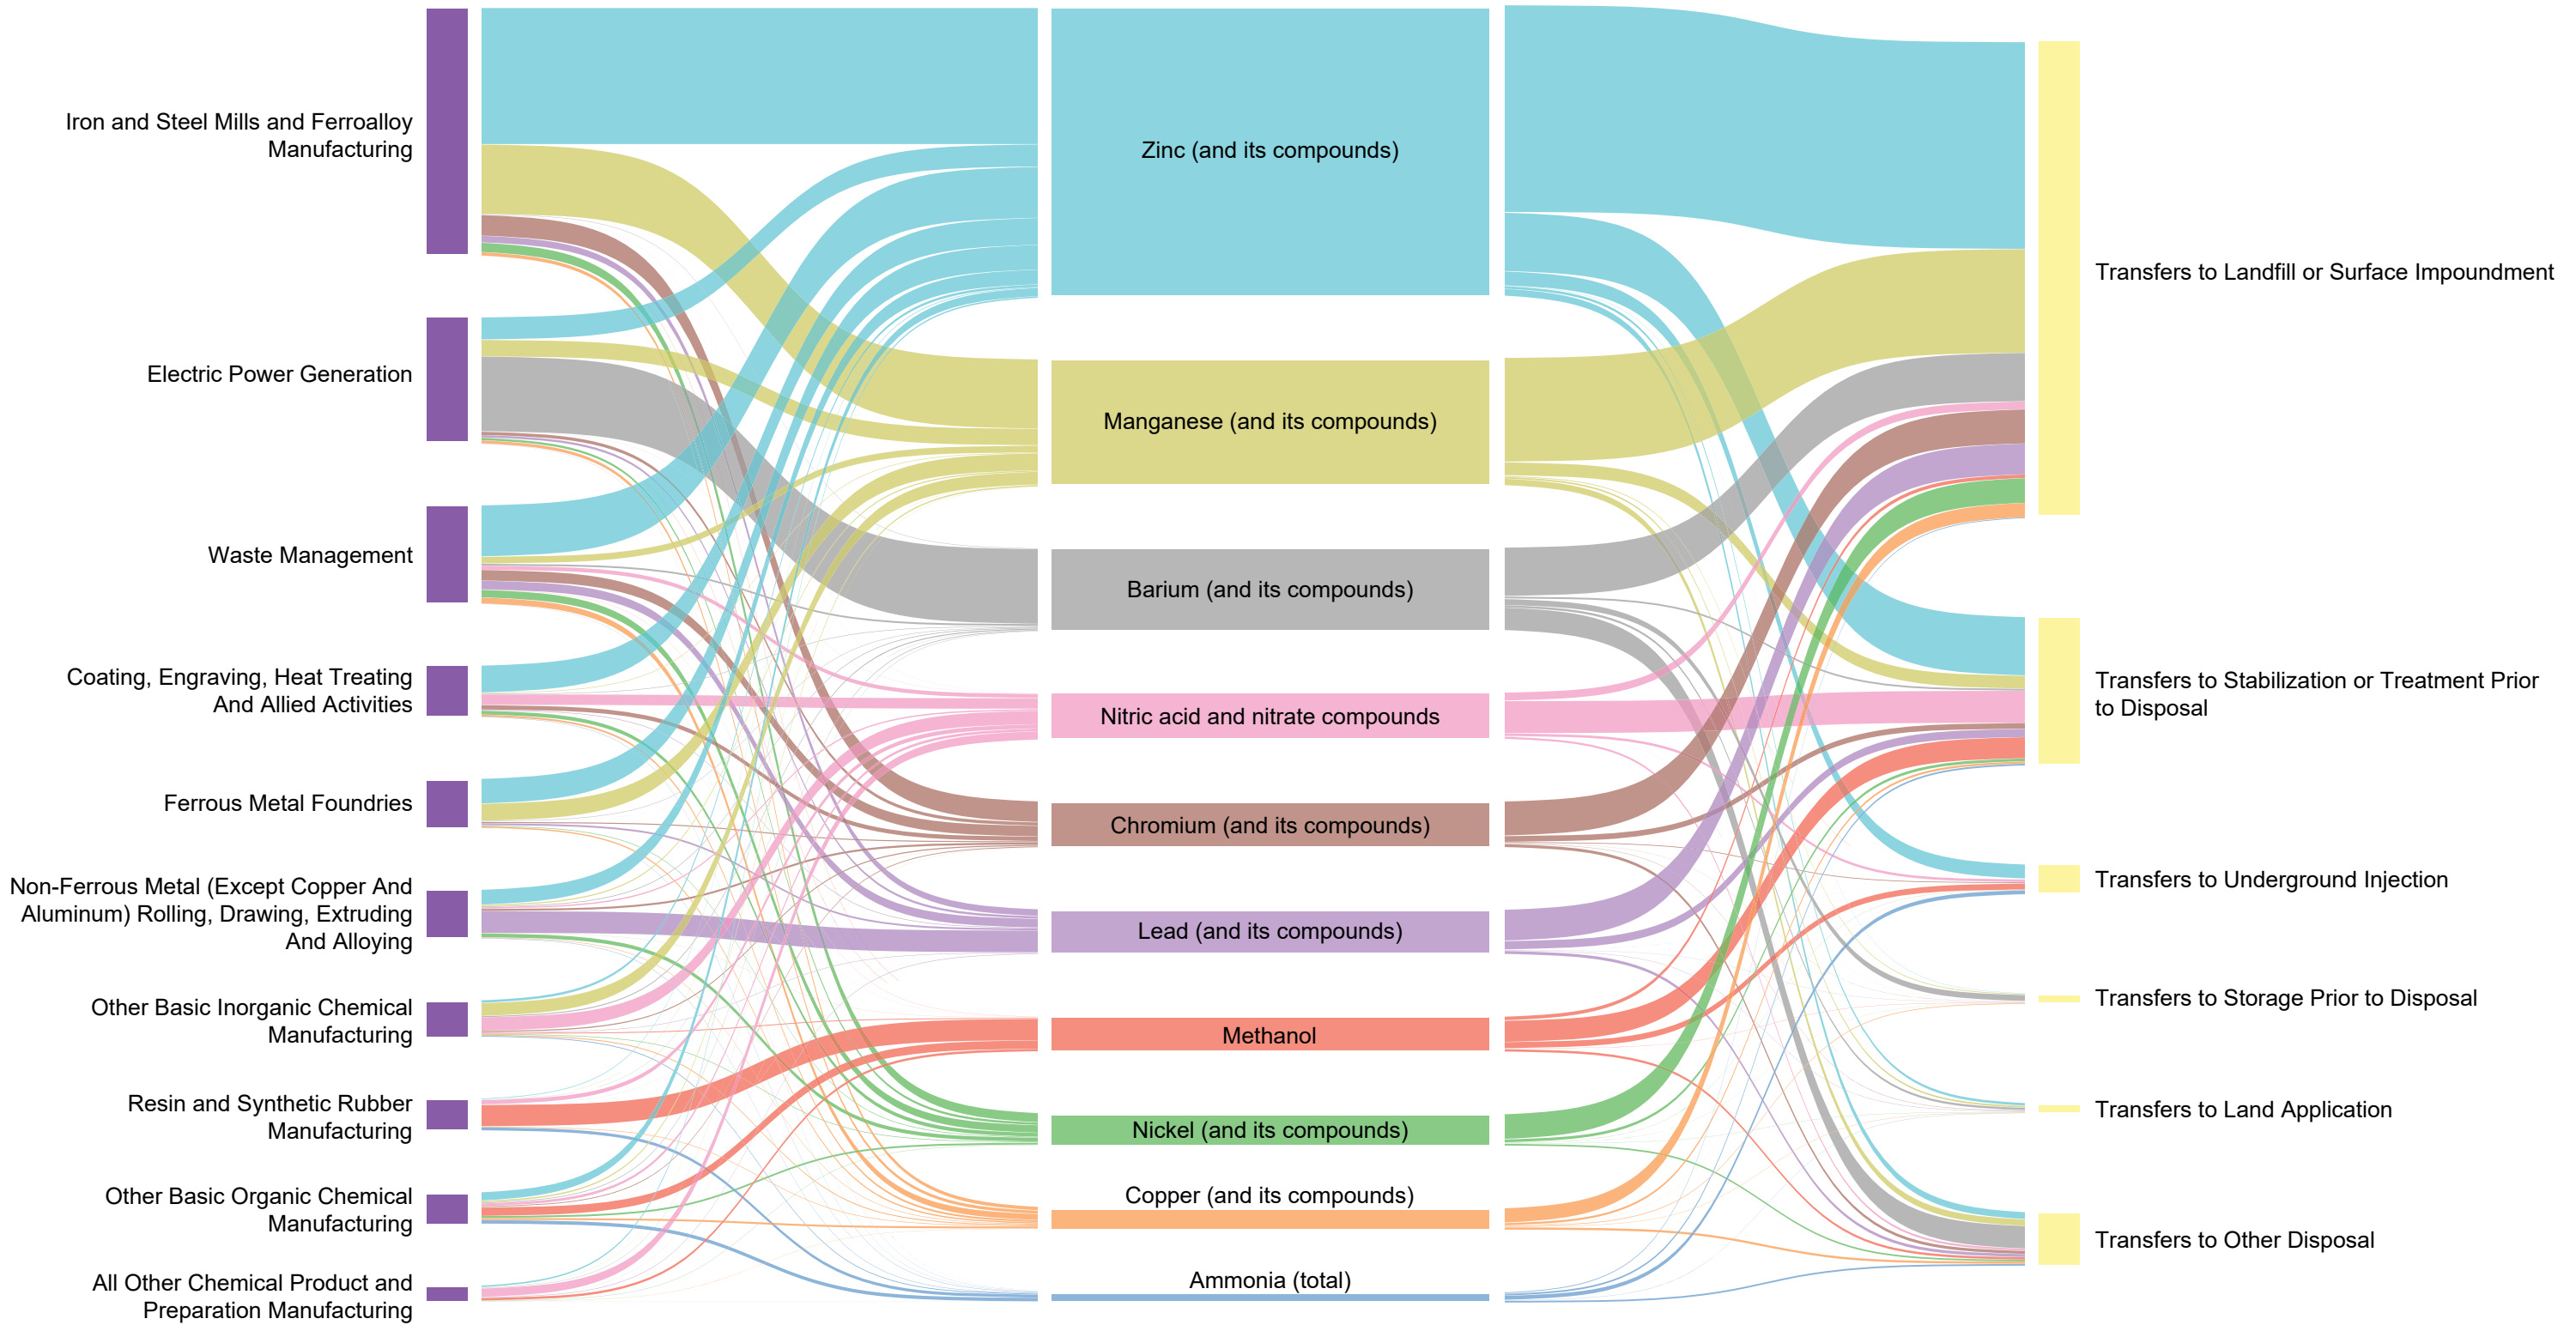 Iron and Steel Mills and Ferroalloy
Manufacturing
Electric Power Generation
Waste Management
Coating, Engraving, Heat Treating
And Allied Activities
Ferrous Metal Foundries
Non-Ferrous Metal (Except Copper And
Aluminum) Rolling, Drawing, Extruding
And Alloying
Other Basic Inorganic Chemical
Manufacturing
Resin and Synthetic Rubber
Manufacturing
Other Basic Organic Chemical
Manufacturing
All Other Chemical Product and
Preparation Manufacturing
Zinc (and its compounds)
Manganese (and its compounds)
Barium (and its compounds)
Nitric acid and nitrate compounds
Chromium (and its compounds)
Lead (and its compounds)
Methanol
Nickel (and its compounds)
Copper (and its compounds)
Ammonia (total)
Transfers to Landfill or Surface Impoundment
Transfers to Stabilization or Treatment Prior
to Disposal
Transfers to Underground Injection
Transfers to Storage Prior to Disposal
Transfers to Land Application
Transfers to Other Disposal